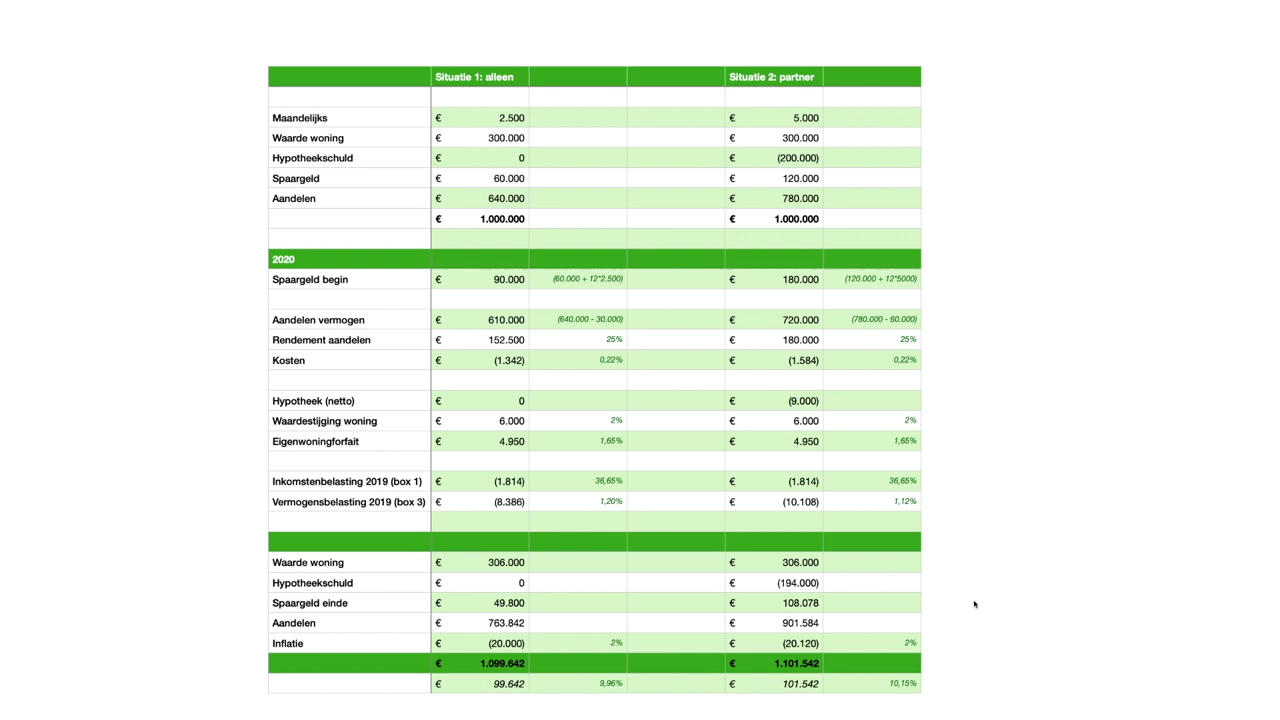 Situatie 1: alleen Situatie 2: partner
Maandelijks € 2.500 € 5.000
Waarde woning € 300.000 € 300.000
Hypotheekschuld € 0 € (200.000)
Spaargeld € 60.000 € 120.000
Aandelen € 640.000 € 780.000
€ 1.000.000 € 1.000.000
2020
Spaargeld begin € 90.000 (60.000 + 12*2.500) € 180.000 (120.000 + 12*5000)
Aandelen vermogen € 610.000 (640.000 - 30.000) € 720.000 (780.000 - 60.000)
Rendement aandelen € 152.500 25% € 180.000 25%
Kosten € (1.342) 0,22% € (1.584) 0,22%
Hypotheek (netto) € 0 € (9.000)
Waardestijging woning € 6.000 2% € 6.000 2%
Eigenwoningforfait € 4.950 1,65% € 4.950 1,65%
Inkomstenbelasting 2019 (box 1) € (1.814) 36,65% € (1.814) 36,65%
Vermogensbelasting 2019 (box 3) € (8.386) 1,20% € (10.108) 1,12%
Waarde woning € 306.000 € 306.000
Hypotheekschuld € 0 € (194.000)
Spaargeld einde € 49.800 € 108.078
Aandelen € 763.842 € 901.584
Inflatie € (20.000) 2% € (20.120) 2%
€ 1.099.642 € 1.101.542
€ 99.642 9,96% € 101.542 10,15%